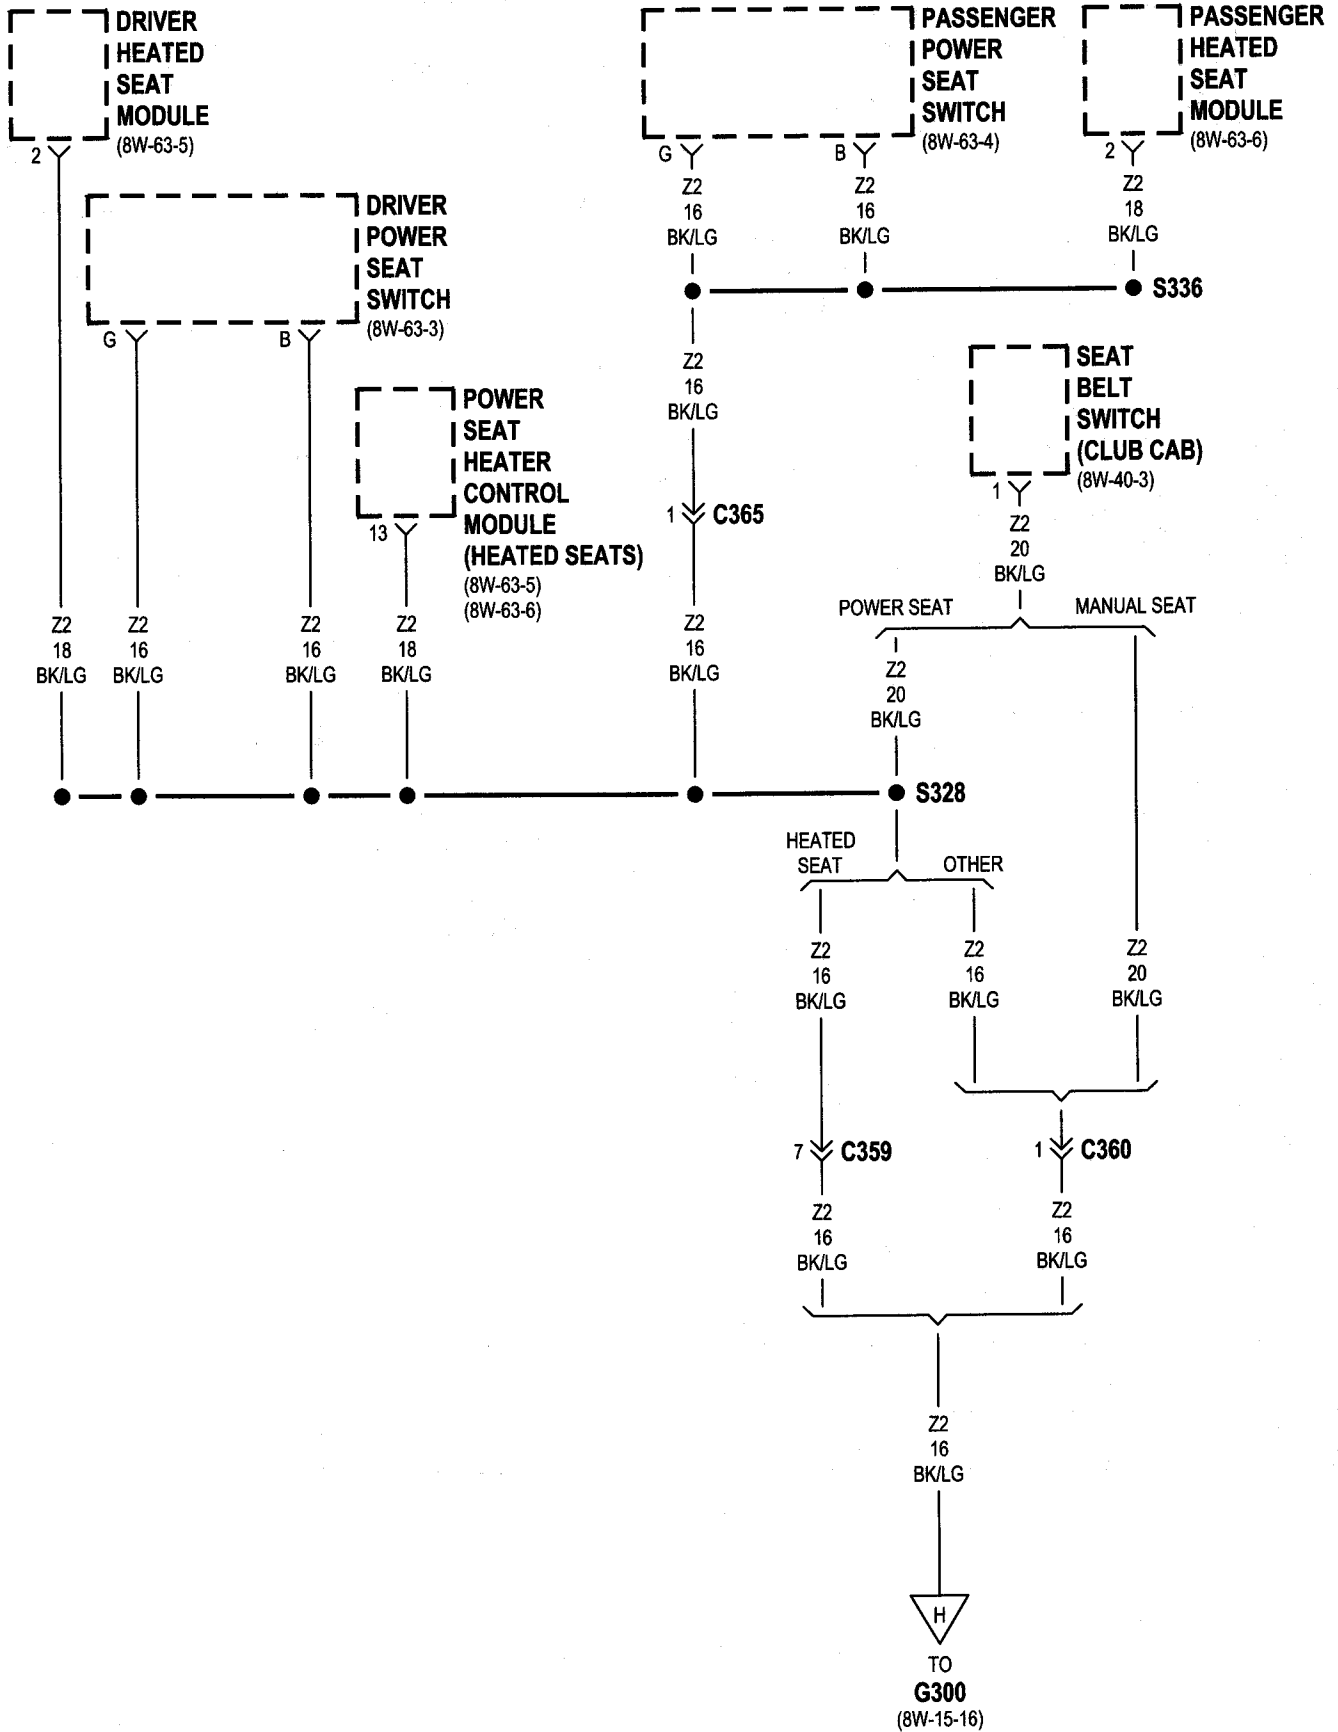 DRIVER
HEATED
SEAT
MODULE
(8W-63-5)
2
PASSENGER
POWER
SEAT
SWITCH
(8W-63-4)
G
B
PASSENGER
HEATED
SEAT
MODULE
(8W-63-6)
2
Z2
16
BK/LG
Z2
16
BK/LG
Z2
18
BK/LG
S336
DRIVER
POWER
SEAT
SWITCH
(8W-63-3)
G
B
Z2
16
BK/LG
1
C365
SEAT
BELT
SWITCH
(CLUB CAB)
(8W-40-3)
1
Z2
20
BK/LG
POWER
SEAT
HEATER
CONTROL
MODULE
(HEATED SEATS)
(8W-63-5)
(8W-63-6)
13
POWER SEAT
MANUAL SEAT
Z2
18
BK/LG
Z2
16
BK/LG
Z2
16
BK/LG
Z2
18
BK/LG
Z2
16
BK/LG
Z2
20
BK/LG
S328
HEATED
SEAT
OTHER
Z2
16
BK/LG
Z2
16
BK/LG
Z2
20
BK/LG
7
C359
1
C360
Z2
16
BK/LG
Z2
16
BK/LG
Z2
16
BK/LG
H
TO
G300
(8W-15-16)